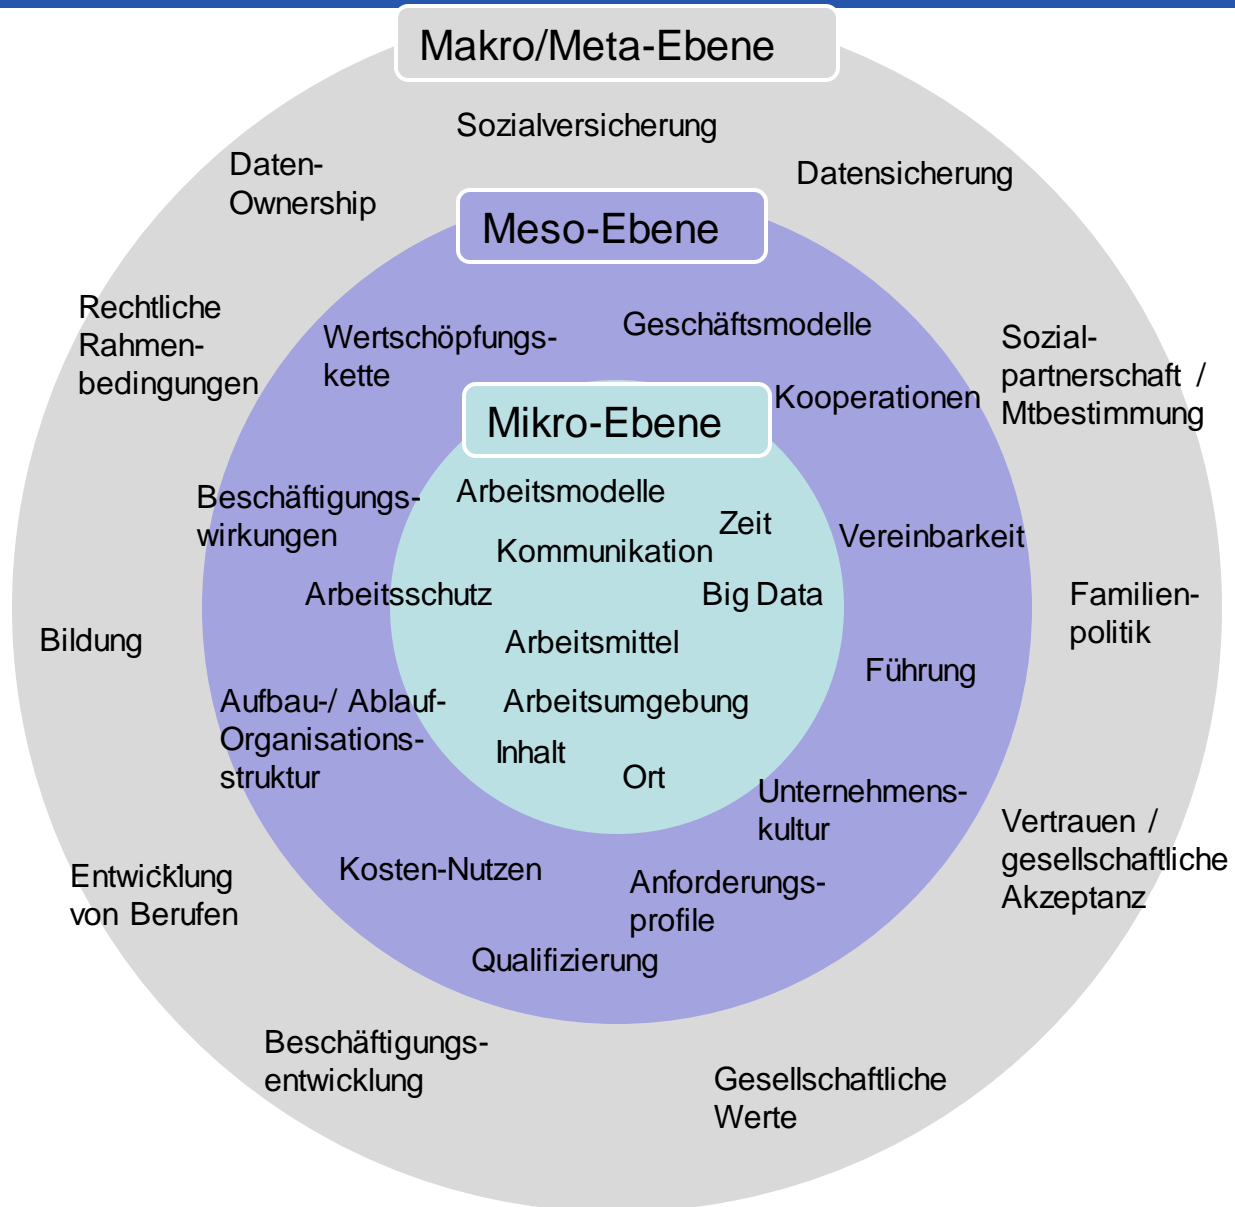 Makro/Meta-Ebene
Sozialversicherung
Daten-
Ownership
Datensicherung
Meso-Ebene
Rechtliche
Rahmen-
bedingungen
Wertschöpfungs-
kette
Geschäftsmodelle
Kooperationen
Sozial-
partnerschaft /
Mtbestimmung
Mikro-Ebene
Beschäftigungs-
wirkungen
Arbeitsmodelle
Zeit
Kommunikation
Vereinbarkeit
Arbeitsschutz
Big Data
Familien-
politik
Bildung
Arbeitsmittel
Führung
Aufbau-/ Ablauf-
Organisations-
struktur
Arbeitsumgebung
Inhalt
Ort
Unternehmens-
kultur
Vertrauen /
gesellschaftliche
Akzeptanz
Entwicklung
von Berufen
Kosten-Nutzen
Anforderungs-
profile
Qualifizierung
Beschäftigungs-
entwicklung
Gesellschaftliche
Werte